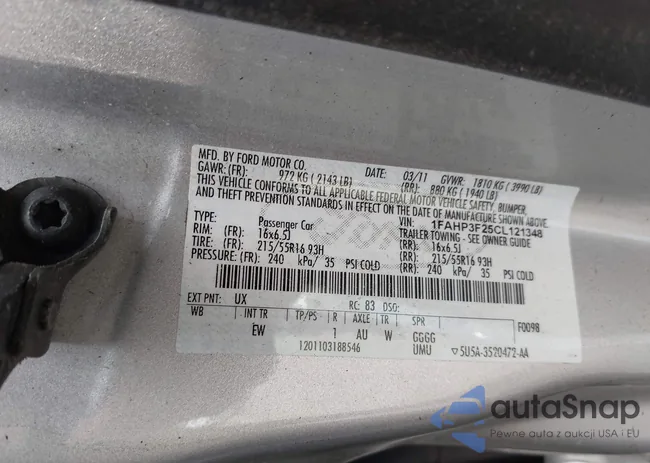 MFD. BY FORD MOTOR CO. DATE: 03/11 GVWR: 1810 KG ( 3990 LB)
GAWR: (FR): 972 KG ( 2143 LB) (RR): 880 KG ( 1940 LB)
THIS VEHICLE CONFORMS TO ALL APPLICABLE FEDERAL MOTOR VEHICLE SAFETY, BUMPER,
AND THEFT PREVENTION STANDARDS IN EFFECT ON THE DATE OF MANUFACTURE SHOWN ABOVE.
TYPE: Passenger Car VIN: 1FAHP3F25CL121348
TRAILER TOWING - SEE OWNER GUIDE
RIM: (FR) 16x6.5J (RR): 16x6.5J
TIRE: (FR): 215/55R16 93H (RR): 215/55R16 93H
PRESSURE: (FR): 240 kPa/ 35 PSI COLD (RR): 240 kPa/ 35 PSI COLD
EXT PNT: UX RC: 83 DSO: F0098
WB INT TR TP/PS R AXLE TR SPR
EW 1 AU W GGGG
1201103188546 UMU ▽5U5A-3520472-AA
autaSnap
Pewne auta z aukcji USA i EU